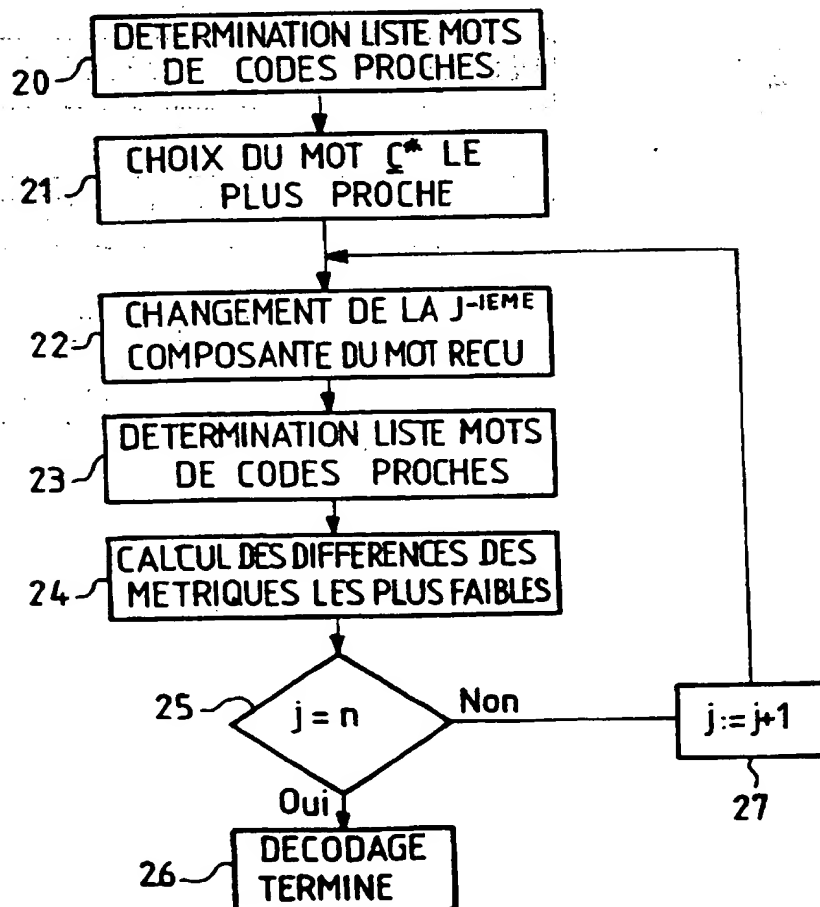 DETERMINATION LISTE MOTS
DE CODES PROCHES
20
CHOIX DU MOT C* LE
PLUS PROCHE
21
CHANGEMENT DE LA J-IEME
COMPOSANTE DU MOT RECU
22
DETERMINATION LISTE MOTS
DE CODES PROCHES
23
CALCUL DES DIFFERENCES DES
METRIQUES LES PLUS FAIBLES
24
25
j = n
Non
j := j+1
27
Oui
26
DECODAGE
TERMINE